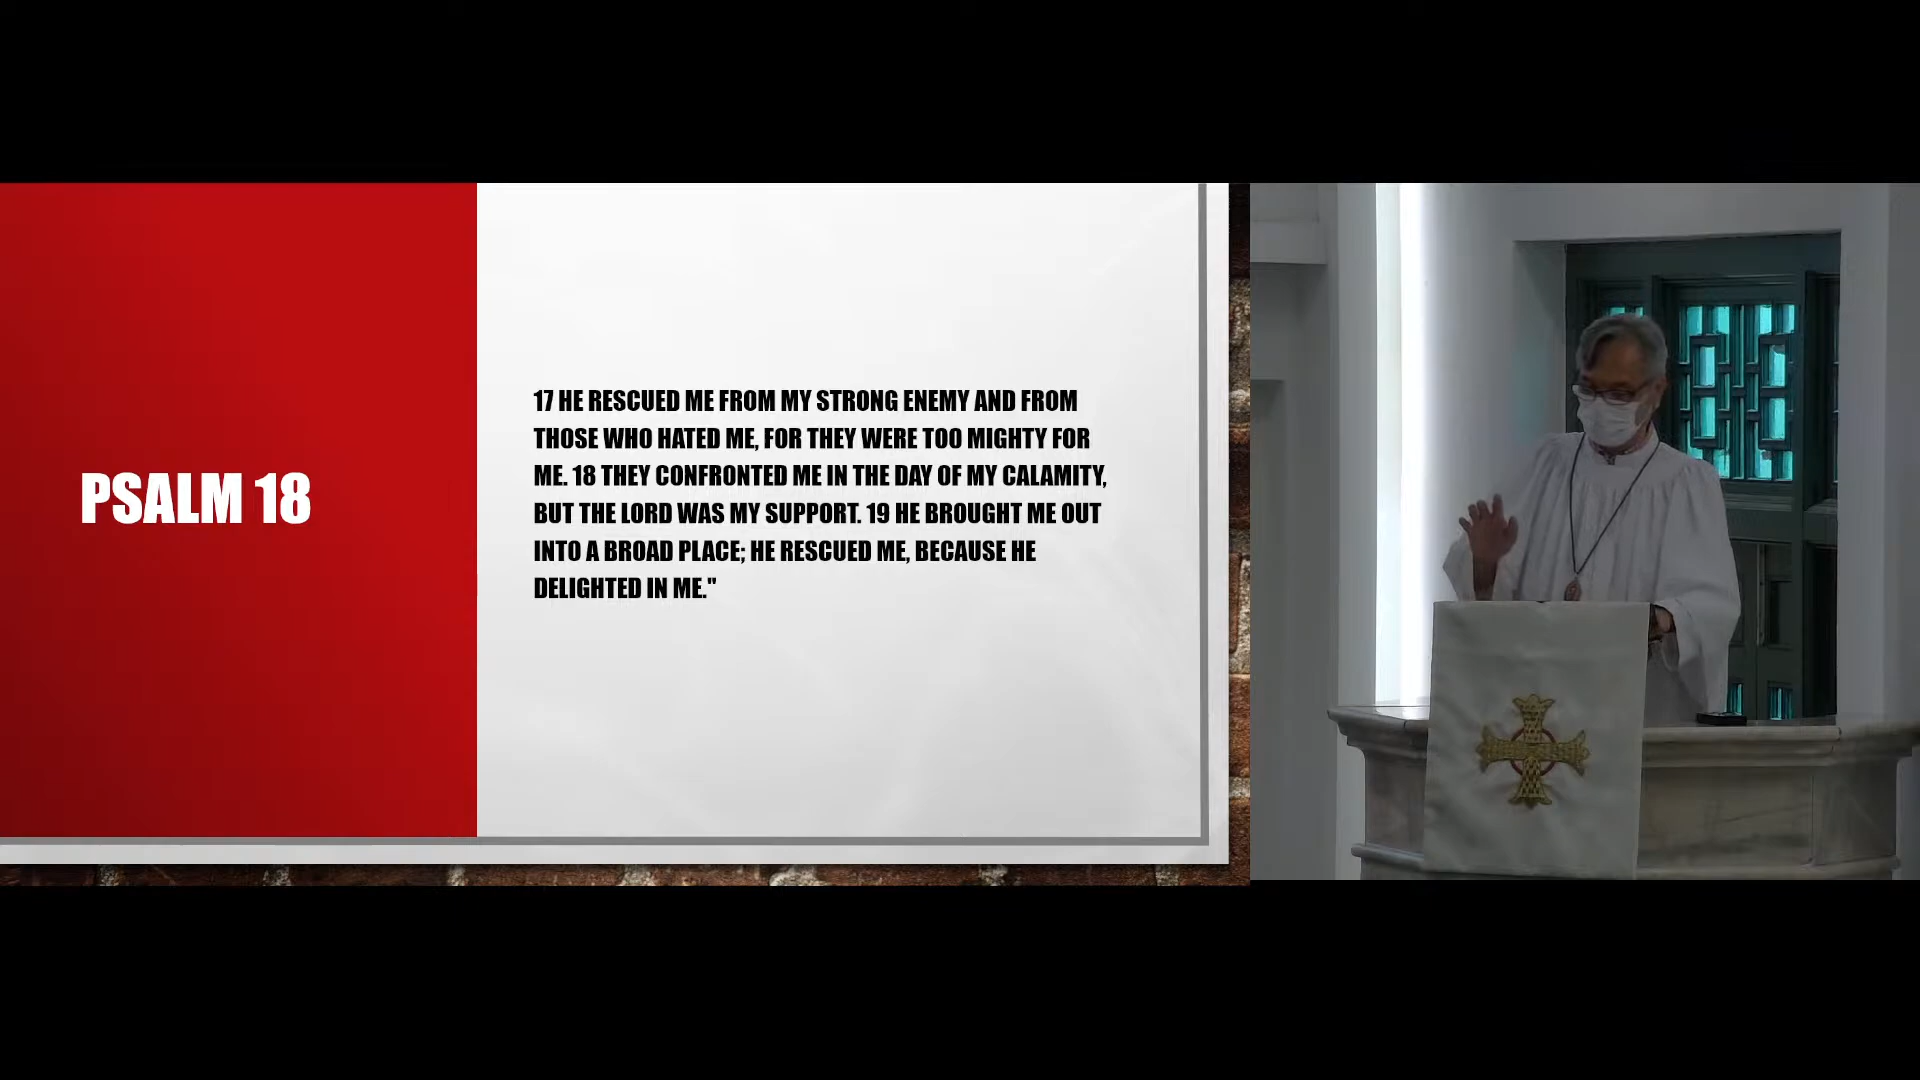 PSALM 18
17 HE RESCUED ME FROM MY STRONG ENEMY AND FROM
THOSE WHO HATED ME, FOR THEY WERE TOO MIGHTY FOR
ME. 18 THEY CONFRONTED ME IN THE DAY OF MY CALAMITY,
BUT THE LORD WAS MY SUPPORT. 19 HE BROUGHT ME OUT
INTO A BROAD PLACE; HE RESCUED ME, BECAUSE HE
DELIGHTED IN ME."